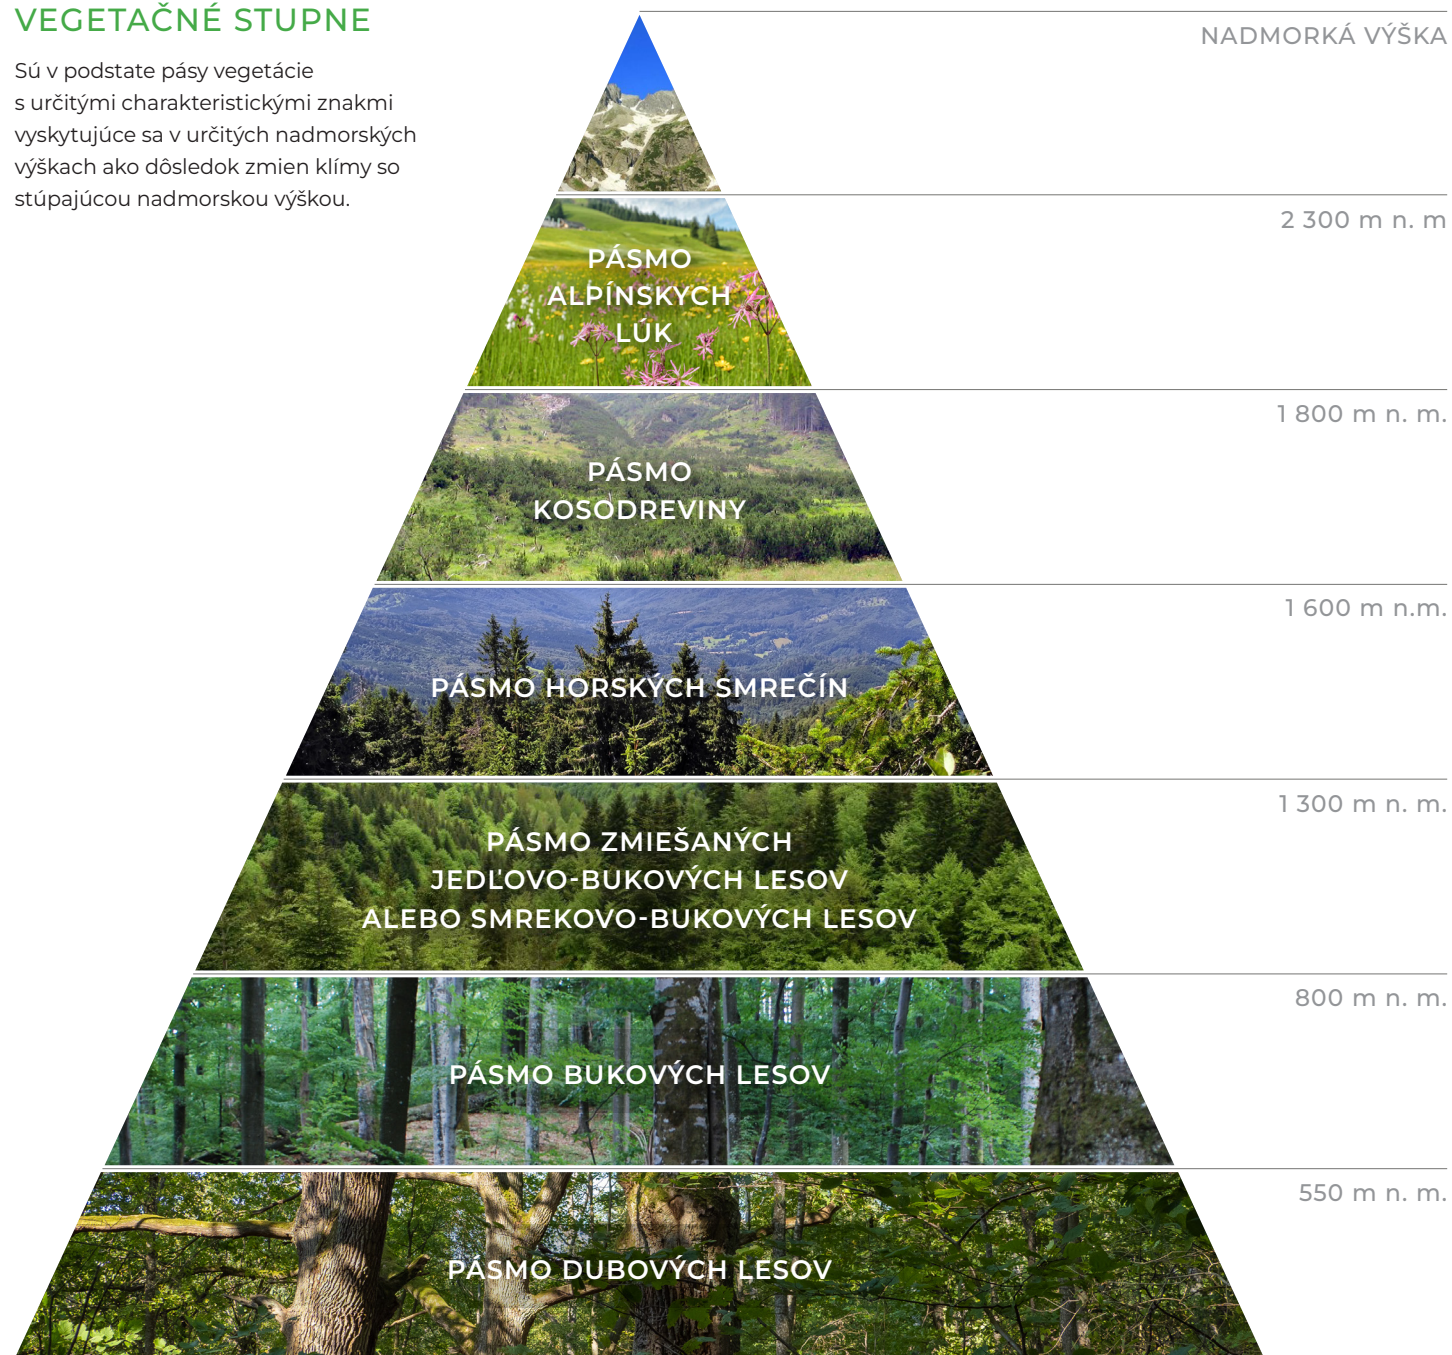 VEGETAČNÉ STUPNE
Sú v podstate pásy vegetácie
s určitými charakteristickými znakmi
vyskytujúce sa v určitých nadmorských
výškach ako dôsledok zmien klímy so
stúpajúcou nadmorskou výškou.
NADMORKÁ VÝŠKA
2 300 m n. m
PÁSMO
ALPÍNSKYCH
LÚK
1 800 m n. m.
PÁSMO
KOSODREVINY
1 600 m n.m.
PÁSMO HORSKÝCH SMREČÍN
1 300 m n. m.
PÁSMO ZMIEŠANÝCH
JEDĽOVO-BUKOVÝCH LESOV
ALEBO SMREKOVO-BUKOVÝCH LESOV
800 m n. m.
PÁSMO BUKOVÝCH LESOV
550 m n. m.
PÁSMO DUBOVÝCH LESOV